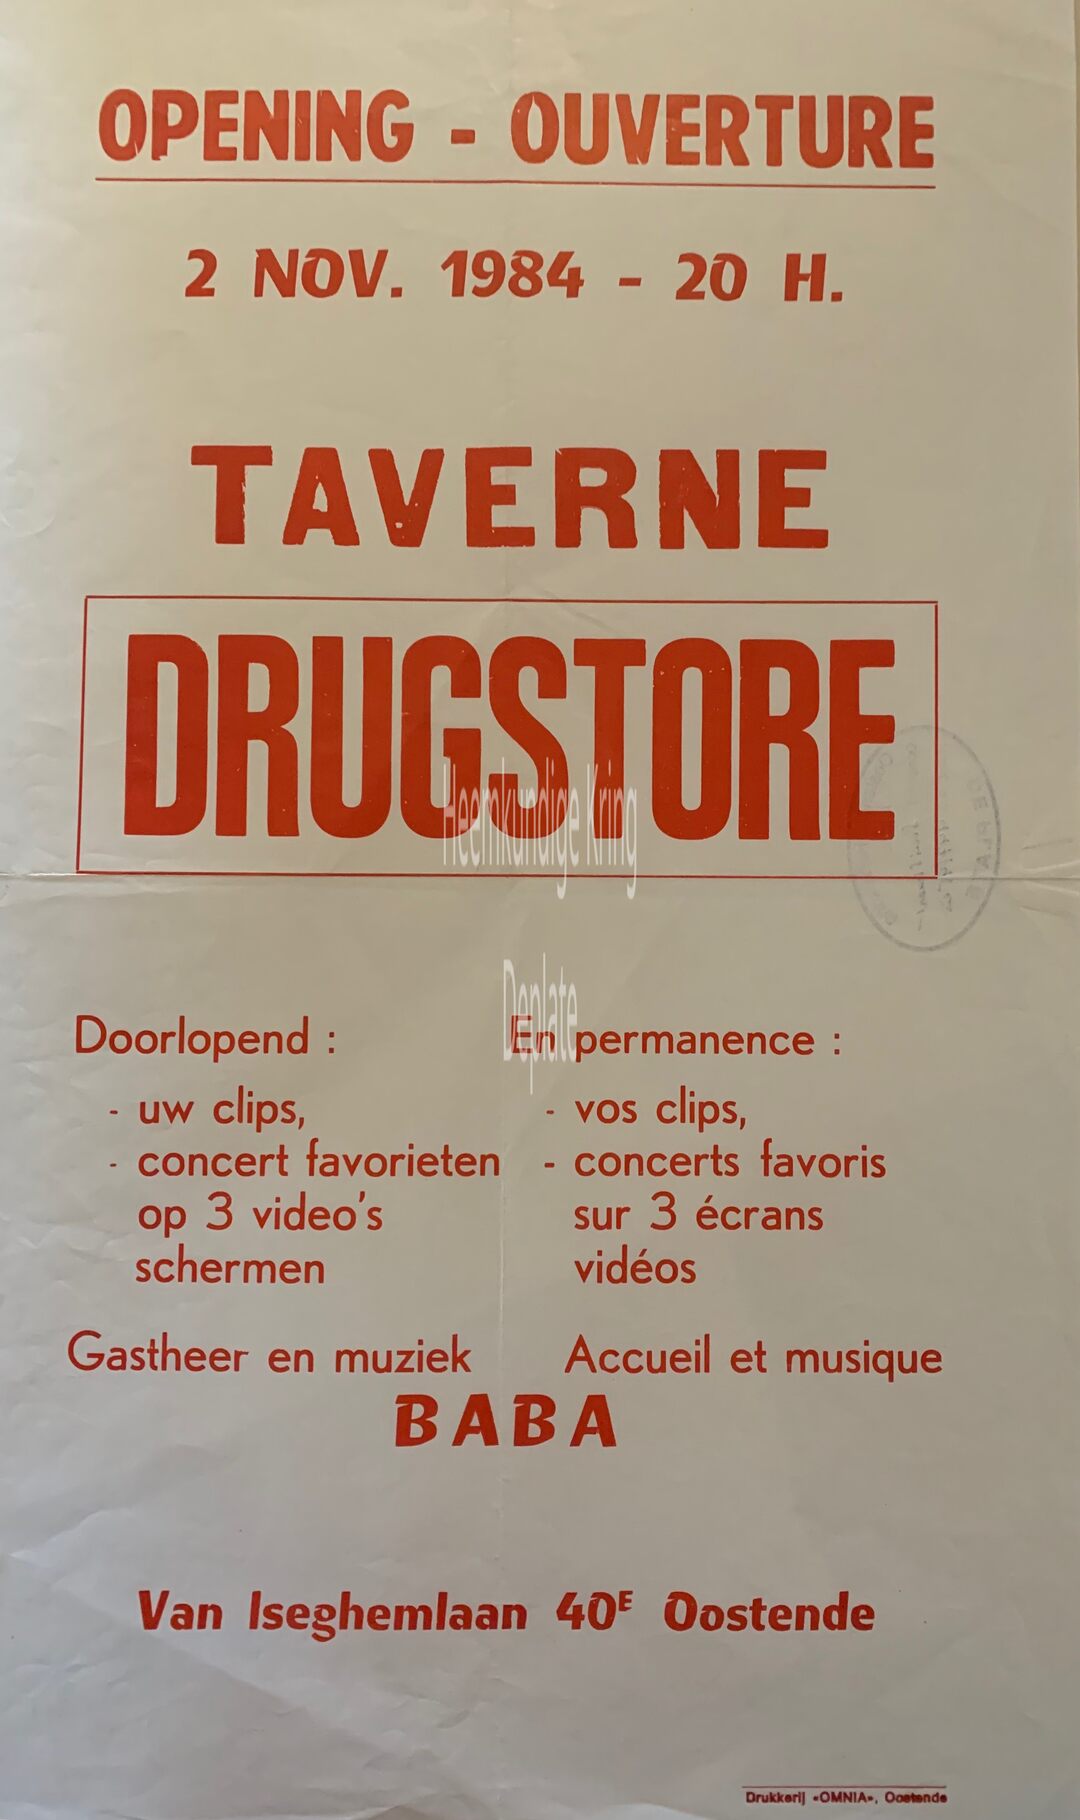 OPENING - OUVERTURE
2 NOV. 1984 - 20 H.
TAVERNE
DRUGSTORE
Heemkundige Kring
Deplate
DE PLATE
Doorlopend :
- uw clips,
- concert favorieten
op 3 video's
schermen
En permanence :
- vos clips,
- concerts favoris
sur 3 écrans
vidéos
Gastheer en muziek
Accueil et musique
BABA
Van Iseghemlaan 40E Oostende
Drukkerij «OMNIA», Oostende